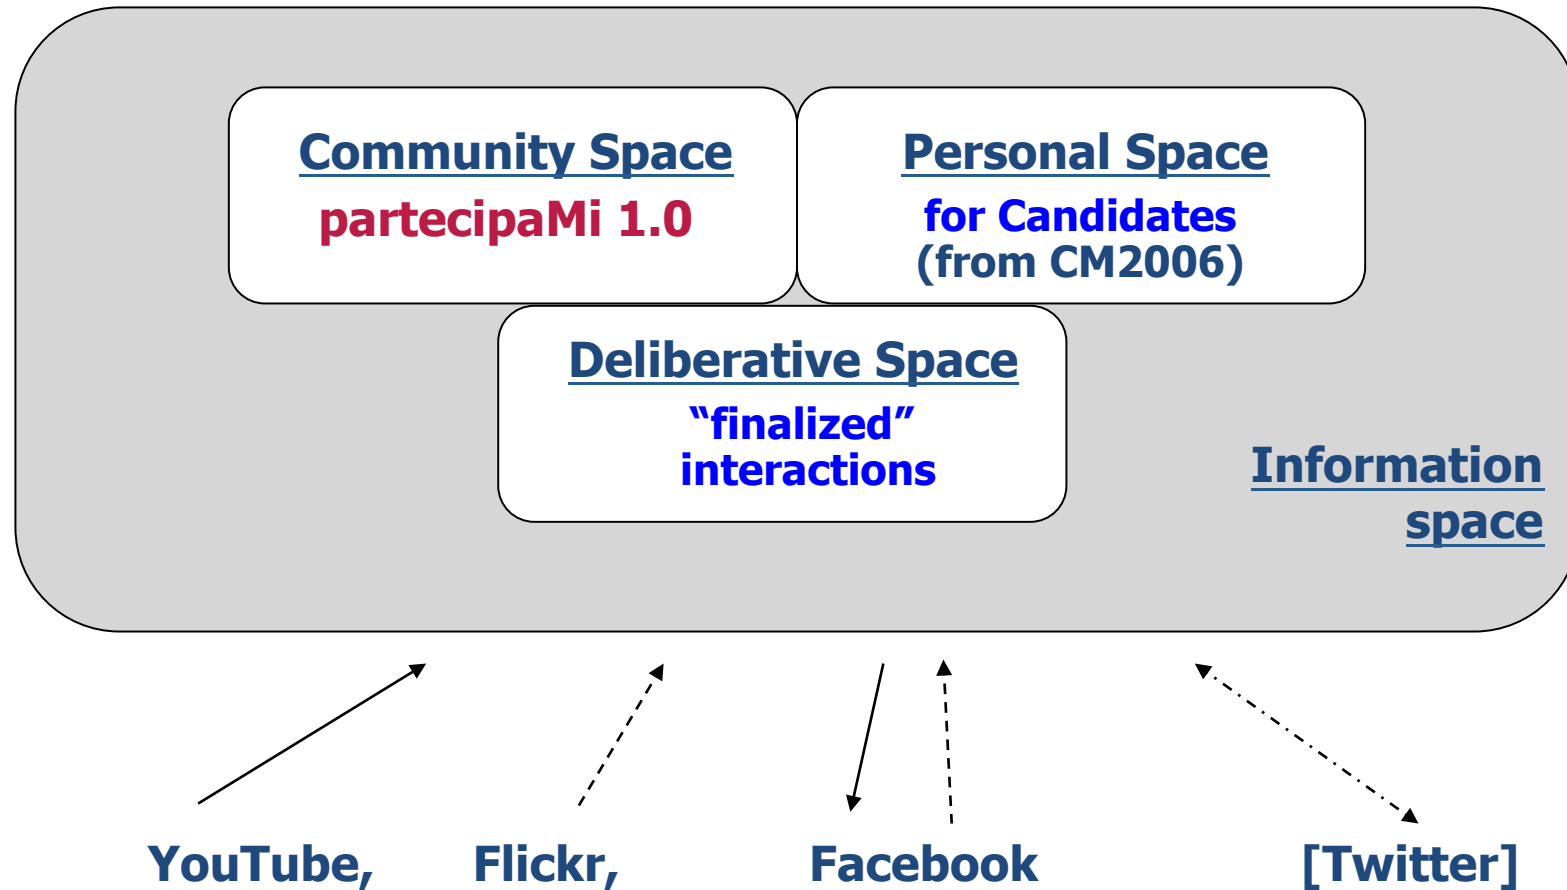 Community Space
partecipaMi 1.0
Personal Space
for Candidates
(from CM2006)
Deliberative Space
“finalized”
interactions
Information
space
YouTube, Flickr, Facebook [Twitter]